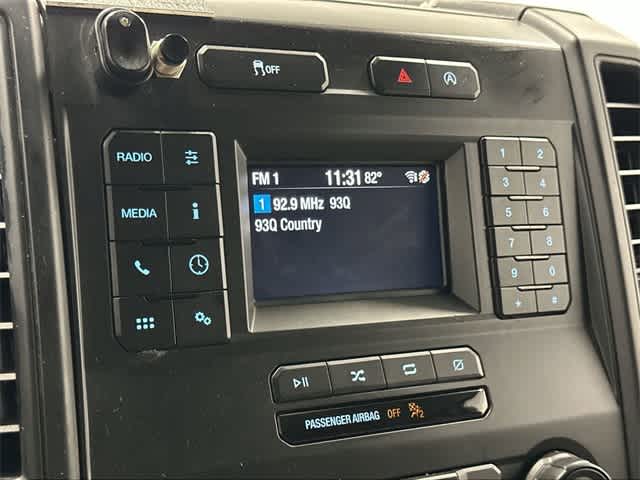 OFF
A
RADIO
MEDIA
i
FM 1 11:31 82°
1 92.9 MHz 93Q
93Q Country
1 2
3 4
5 6
7 8
9 0
* #
PASSENGER AIRBAG OFF 2